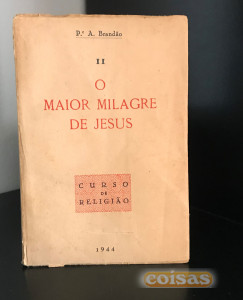 P.e A. Brandão
II
O
MAIOR MILAGRE
DE JESUS
CURSO
DE
RELIGIÃO
1944
coisas